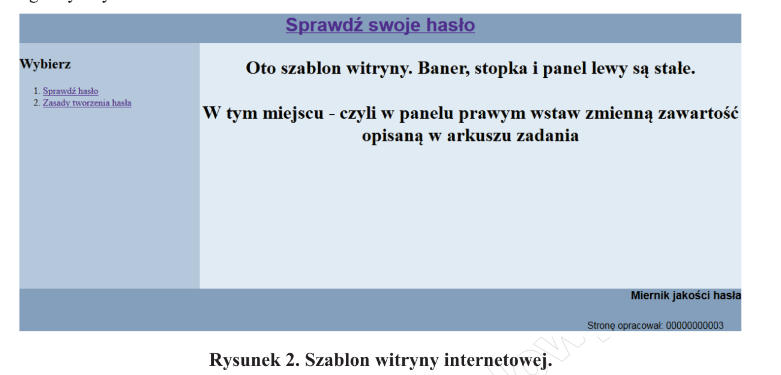 Sprawdź swoje hasło
Wybierz
1. Sprawdź hasło
2. Zasady tworzenia hasła
Oto szablon witryny. Baner, stopka i panel lewy są stałe.
W tym miejscu - czyli w panelu prawym wstaw zmienną zawartość
opisaną w arkuszu zadania
Miernik jakości hasła
Stronę opracował: 00000000003
Rysunek 2. Szablon witryny internetowej.